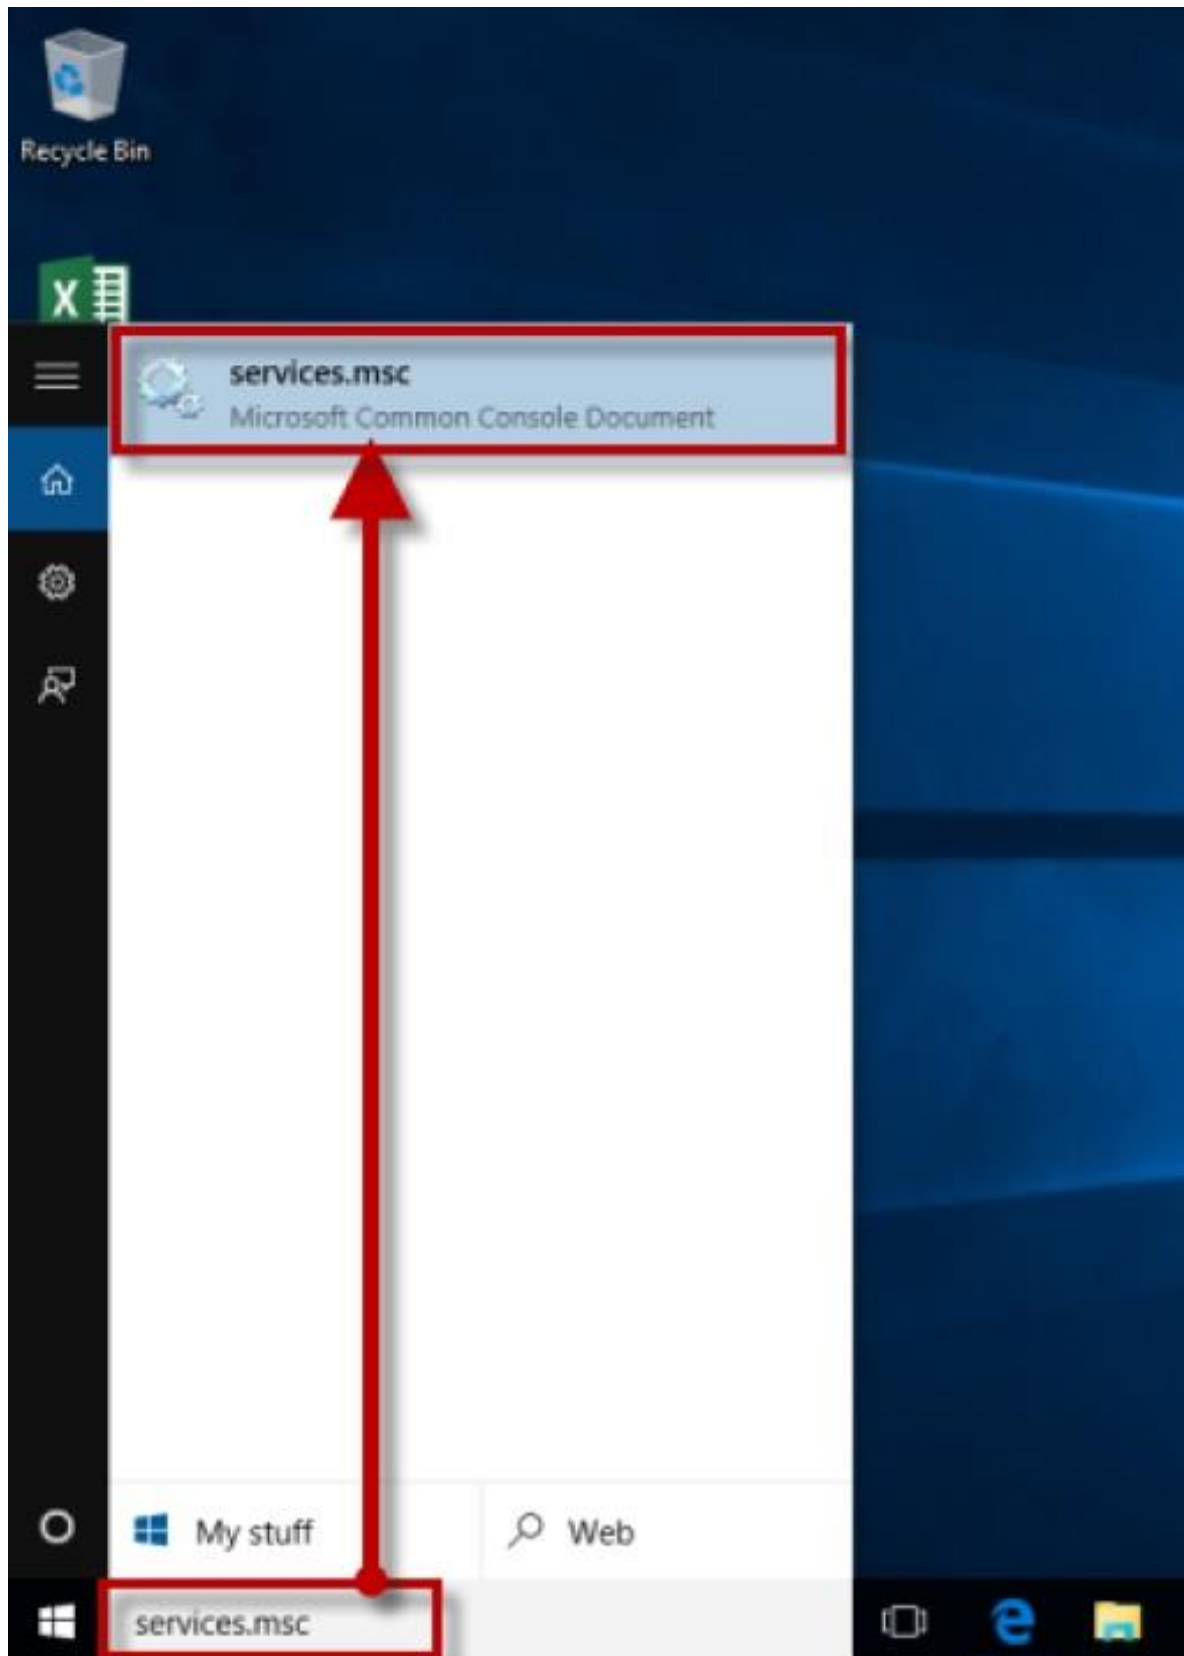 Recycle Bin
services.msc
Microsoft Common Console Document
My stuff
Web
services.msc